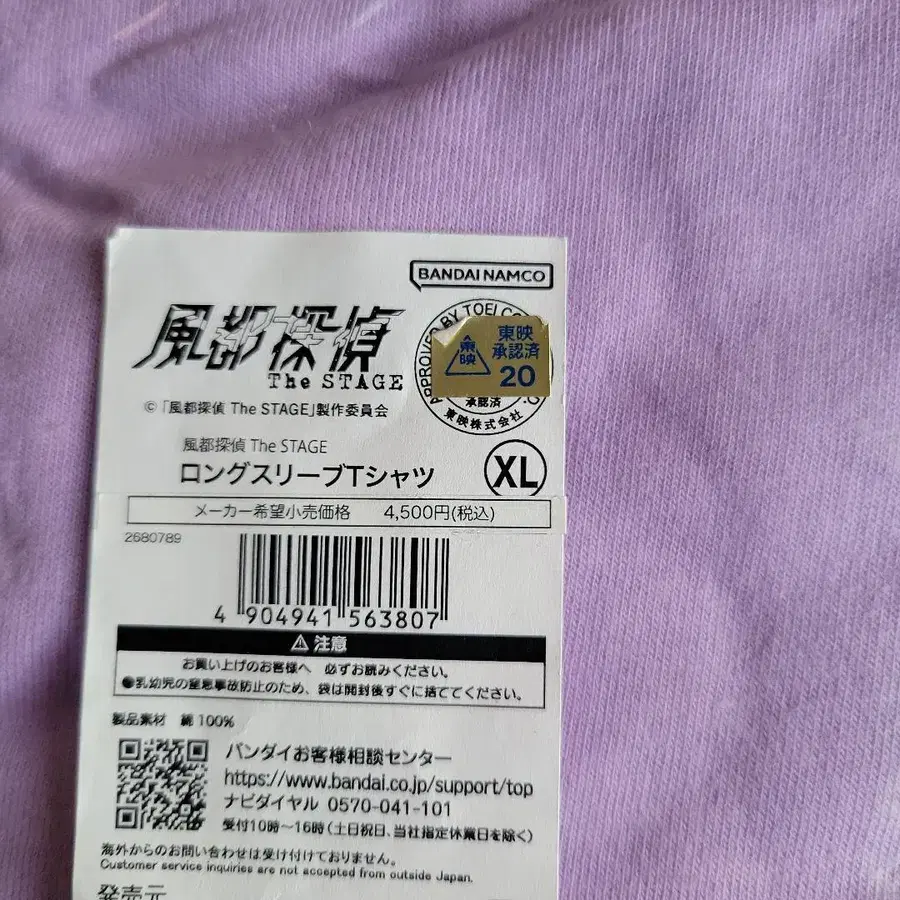 BANDAI NAMCO
風都探偵
The STAGE
APPROVED BY TOEI CO
東映
東映
承認済
20
承認済
東映株式会社
©「風都探偵 The STAGE」製作委員会
風都探偵 The STAGE
ロングスリーブTシャツ
XL
メーカー希望小売価格 4,500円(税込)
2680789
4 904941 563807
⚠注意
お買い上げのお客様へ 必ずお読みください。
●乳幼児の窒息事故防止のため、袋は開封後すぐに捨ててください。
製品素材 綿100%
バンダイお客様相談センター
https://www.bandai.co.jp/support/top
ナビダイヤル 0570-041-101
受付10時～16時(土日祝日、当社指定休業日を除く)
海外からのお問い合わせは受け付けておりません。
Customer service inquiries are not accepted from outside Japan.
発売元